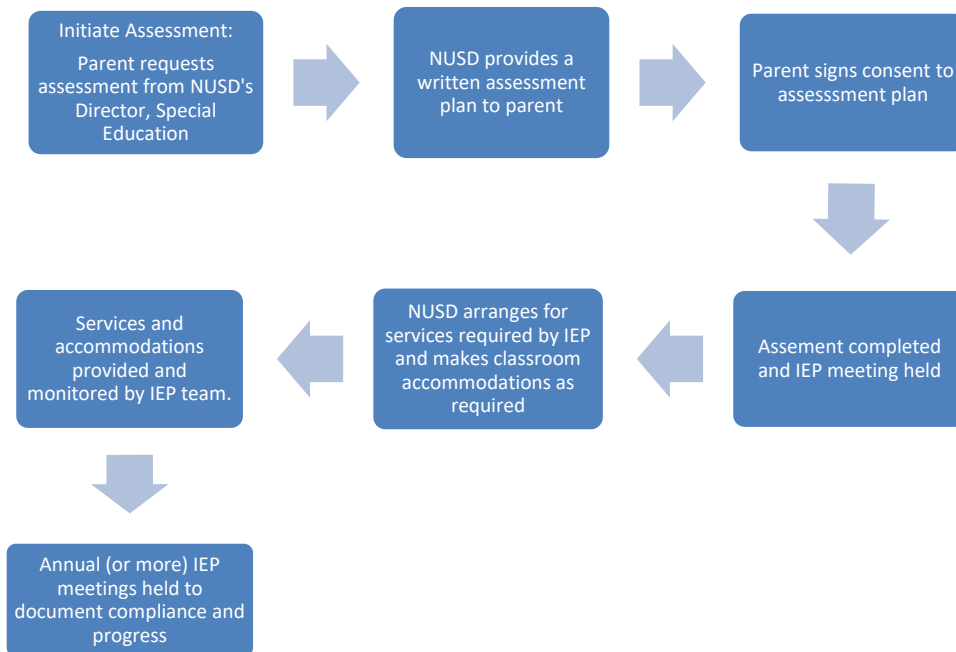 Initiate Assessment:
Parent requests
assessment from NUSD's
Director, Special
Education
NUSD provides a
written assessment
plan to parent
Parent signs consent to
assesssment plan
Assement completed
and IEP meeting held
NUSD arranges for
services required by IEP
and makes classroom
accommodations as
required
Services and
accommodations
provided and
monitored by IEP team.
Annual (or more) IEP
meetings held to
document compliance and
progress